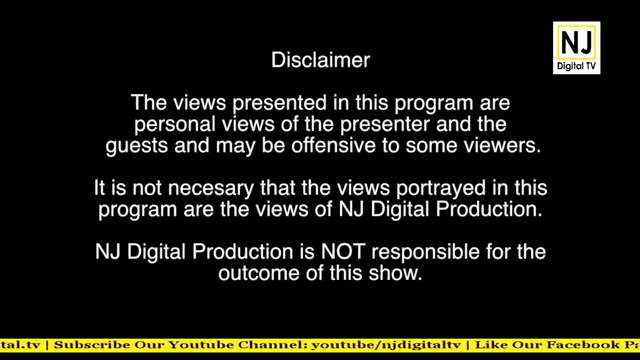 NJ
Digital TV
Disclaimer
The views presented in this program are
personal views of the presenter and the
guests and may be offensive to some viewers.
It is not necesary that the views portrayed in this
program are the views of NJ Digital Production.
NJ Digital Production is NOT responsible for the
outcome of this show.
tal.tv | Subscribe Our Youtube Channel: youtube/njdigitaltv | Like Our Facebook Pa